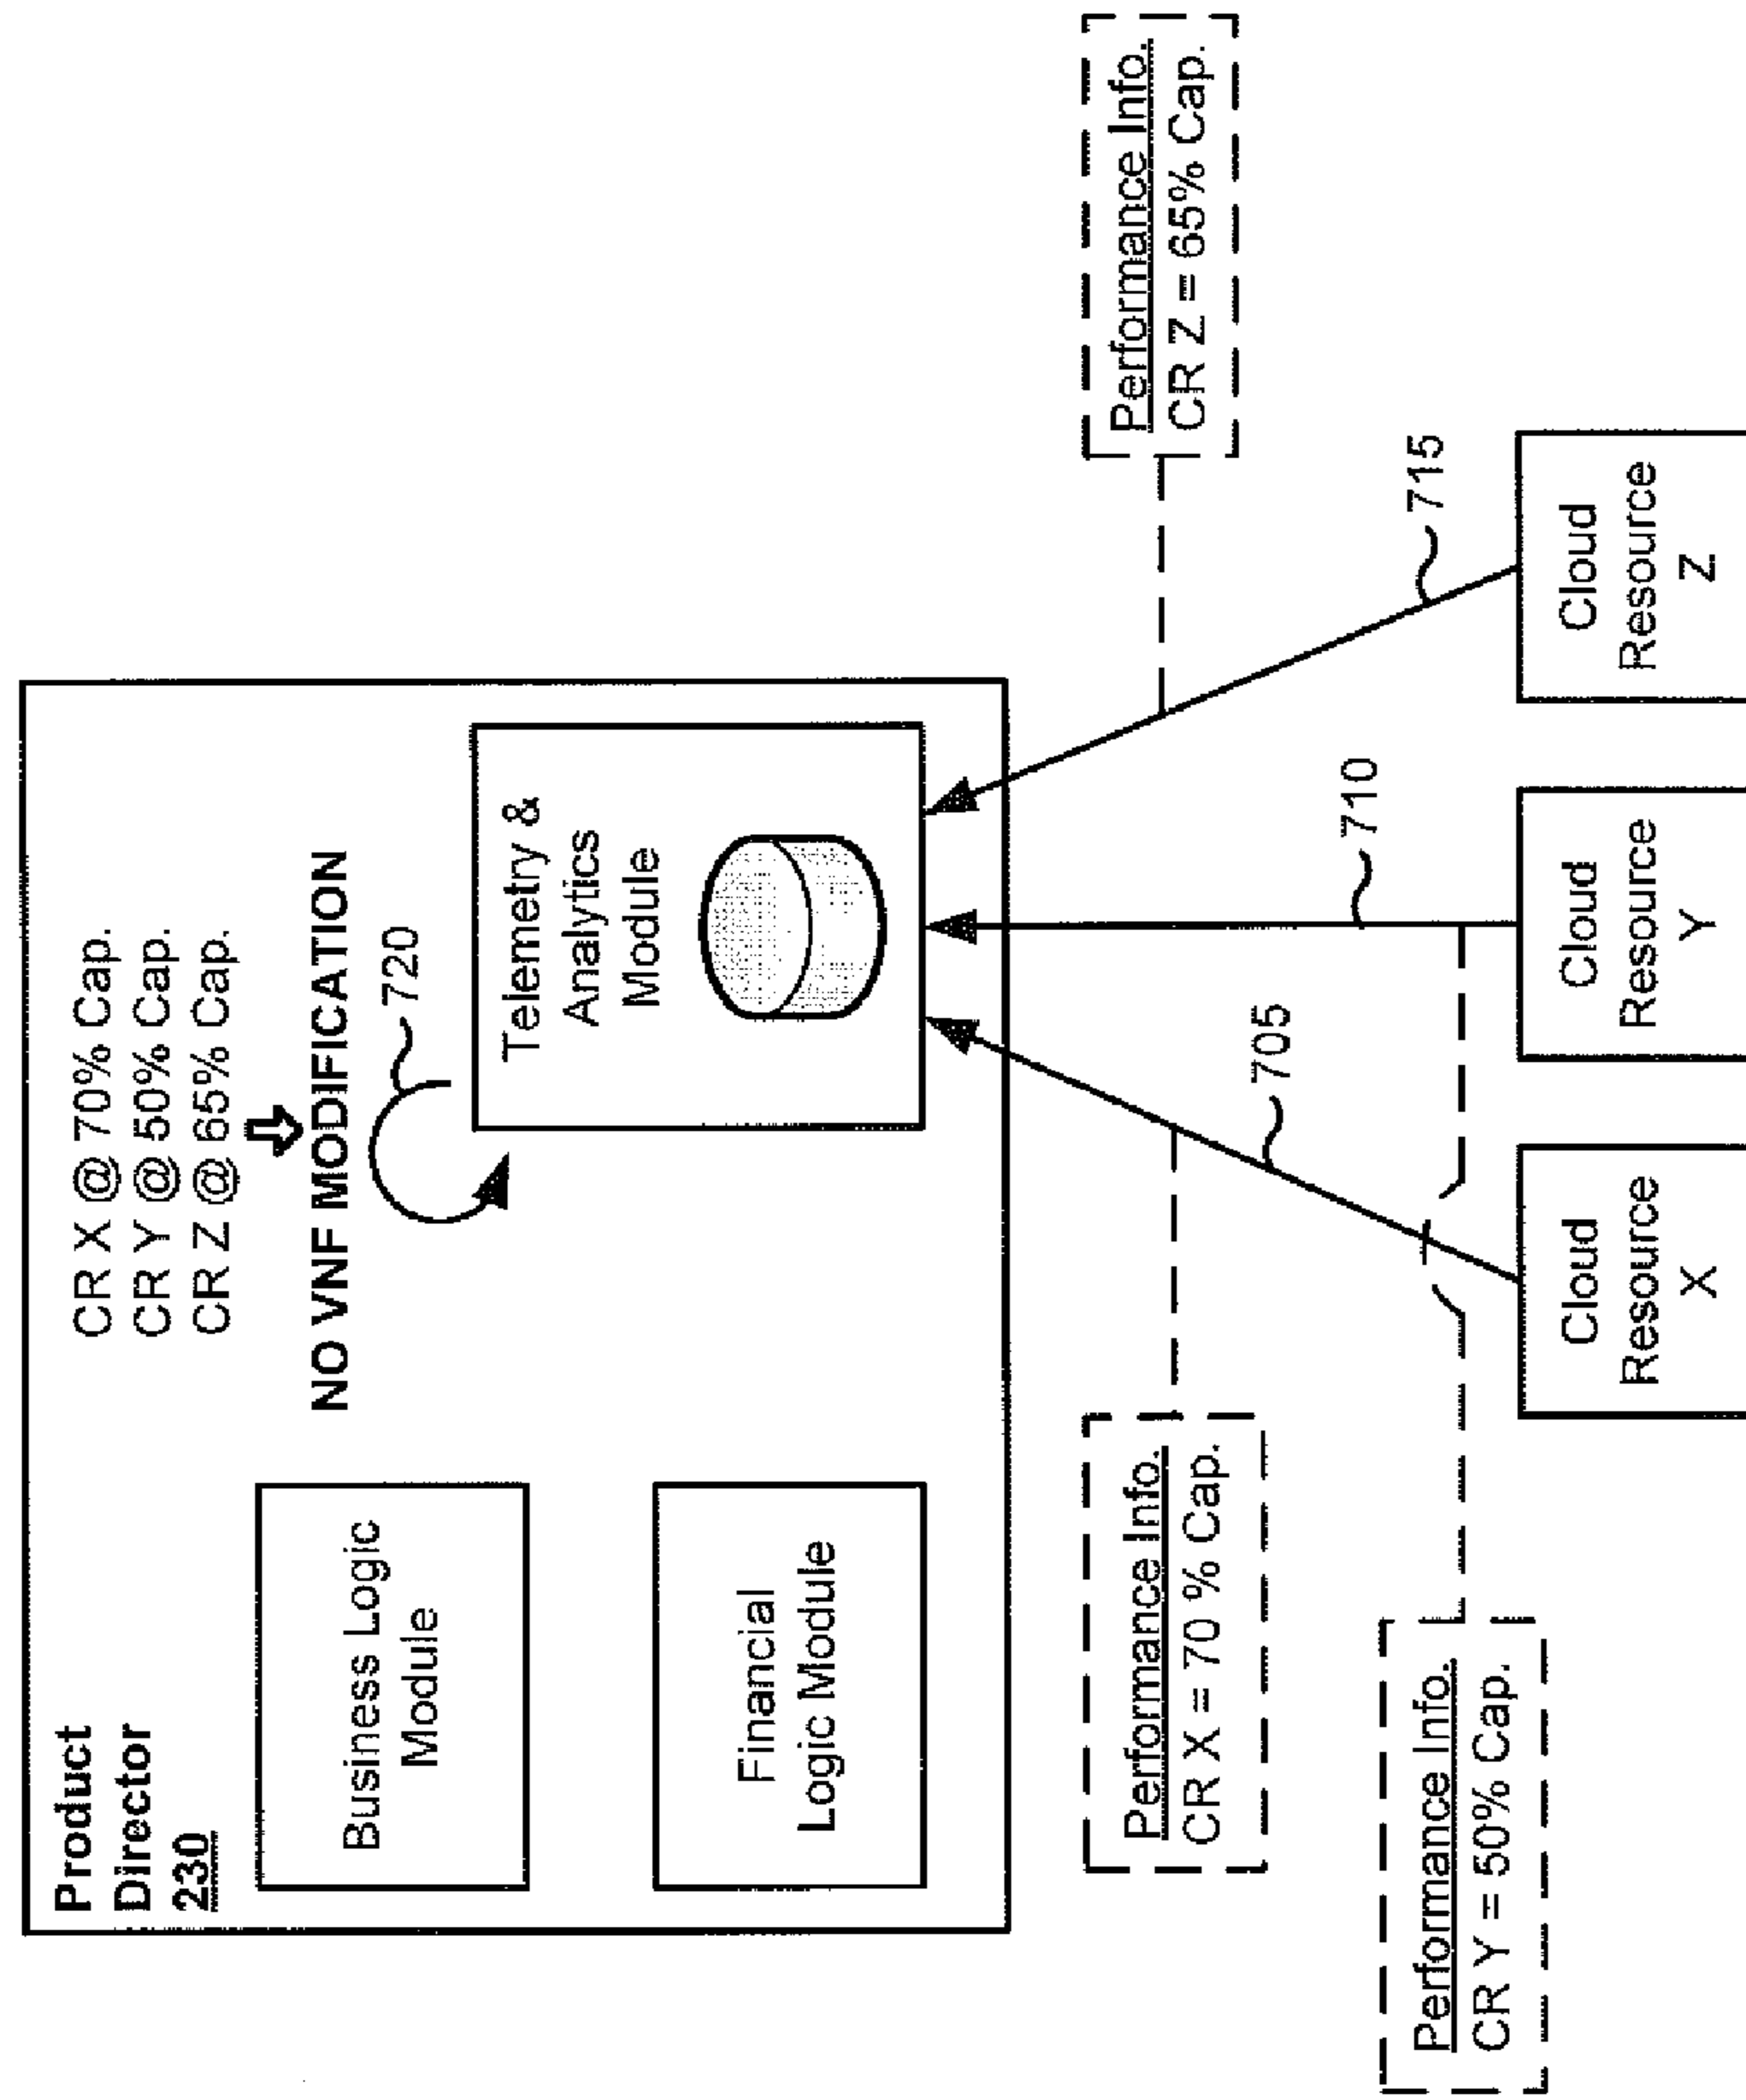 Product
Director
230
CR X @ 70% Cap.
CR Y @ 50% Cap.
CR Z @ 65% Cap.
NO VNF MODIFICATION
720
Business Logic
Module
Financial
Logic Module
Telemetry &
Analytics
Module
Performance Info.
CR X = 70 % Cap.
Performance Info.
CR Z = 65% Cap.
705
710
715
Performance Info.
CR Y = 50% Cap.
Cloud
Resource
X
Cloud
Resource
Y
Cloud
Resource
Z